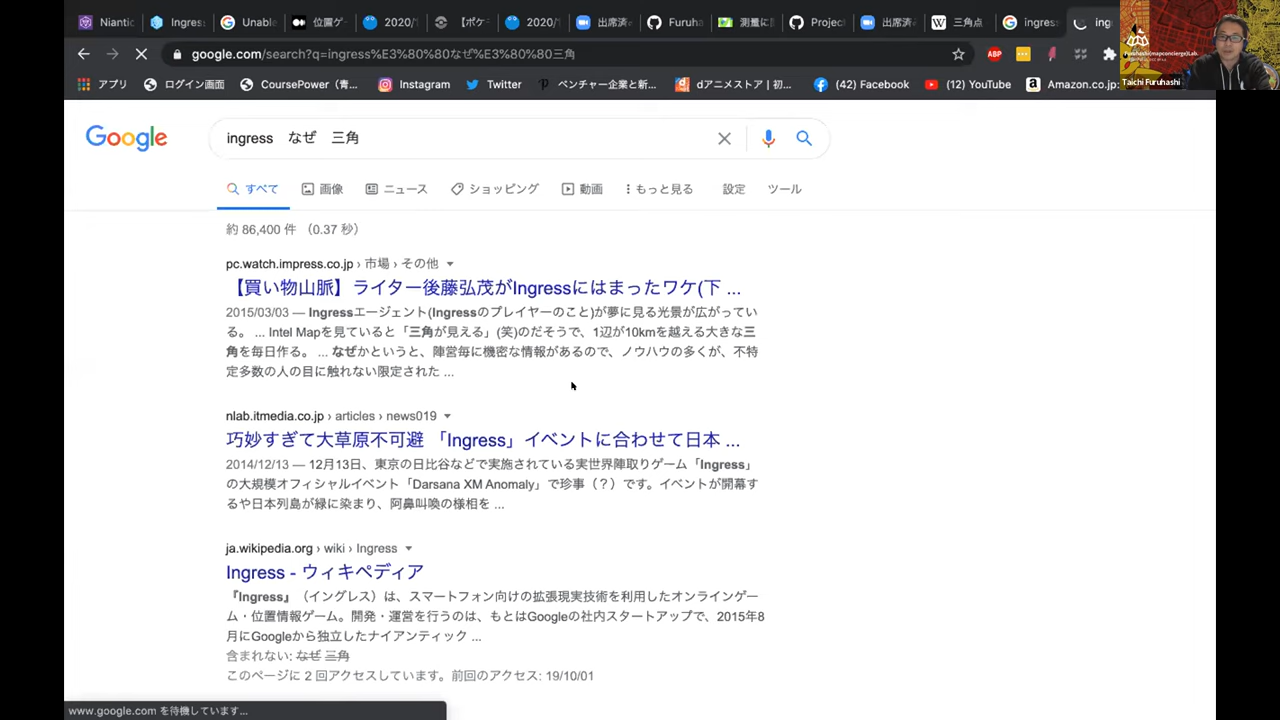 Niantic
Ingress
Unable
位置ゲ
2020/
【ポケ
2020/1
出席済
Furuha
測量に
Projec
出席済
三角点
ingress
ing
google.com/search?q=ingress%E3%80%80なぜ%E3%80%80三角
ABP
アプリ
ログイン画面
CoursePower（青...
Instagram
Twitter
ベンチャー企業と新...
dアニメストア | 初...
(42) Facebook
(12) YouTube
Amazon.co.jp:
Taichi Furuhashi
Google
ingress　なぜ　三角
すべて
画像
ニュース
ショッピング
動画
もっと見る
設定
ツール
約 86,400 件 （0.37 秒）
pc.watch.impress.co.jp › 市場 › その他
【買い物山脈】ライター後藤弘茂がIngressにはまったワケ(下 ...
2015/03/03 — Ingressエージェント(Ingressのプレイヤーのこと)が夢に見る光景が広がってい
る。 ... Intel Mapを見ていると「三角が見える」(笑)のだそうで、1辺が10kmを越える大きな三
角を毎日作る。 ... なぜかというと、陣営毎に機密な情報があるので、ノウハウの多くが、不特
定多数の人の目に触れない限定された ...
nlab.itmedia.co.jp › articles › news019
巧妙すぎて大草原不可避 「Ingress」イベントに合わせて日本 ...
2014/12/13 — 12月13日、東京の日比谷などで実施されている実世界陣取りゲーム「Ingress」
の大規模オフィシャルイベント「Darsana XM Anomaly」で珍事（？）です。イベントが開幕す
るや日本列島が緑に染まり、阿鼻叫喚の様相を ...
ja.wikipedia.org › wiki › Ingress
Ingress - ウィキペディア
『Ingress』（イングレス）は、スマートフォン向けの拡張現実技術を利用したオンラインゲー
ム・位置情報ゲーム。開発・運営を行うのは、もとはGoogleの社内スタートアップで、2015年8
月にGoogleから独立したナイアンティック ...
含まれない: なぜ 三角
このページに 2 回アクセスしています。前回のアクセス: 19/10/01
www.google.com を待機しています...